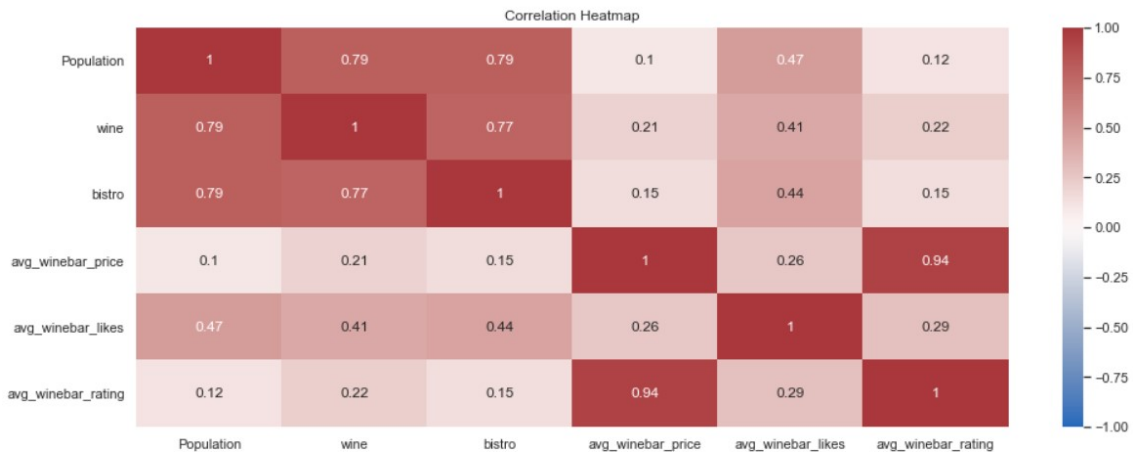 Correlation Heatmap
Population 1 0.79 0.79 0.1 0.47 0.12
wine 0.79 1 0.77 0.21 0.41 0.22
bistro 0.79 0.77 1 0.15 0.44 0.15
avg_winebar_price 0.1 0.21 0.15 1 0.26 0.94
avg_winebar_likes 0.47 0.41 0.44 0.26 1 0.29
avg_winebar_rating 0.12 0.22 0.15 0.94 0.29 1
Population wine bistro avg_winebar_price avg_winebar_likes avg_winebar_rating
1.00
0.75
0.50
0.25
0.00
−0.25
−0.50
−0.75
−1.00